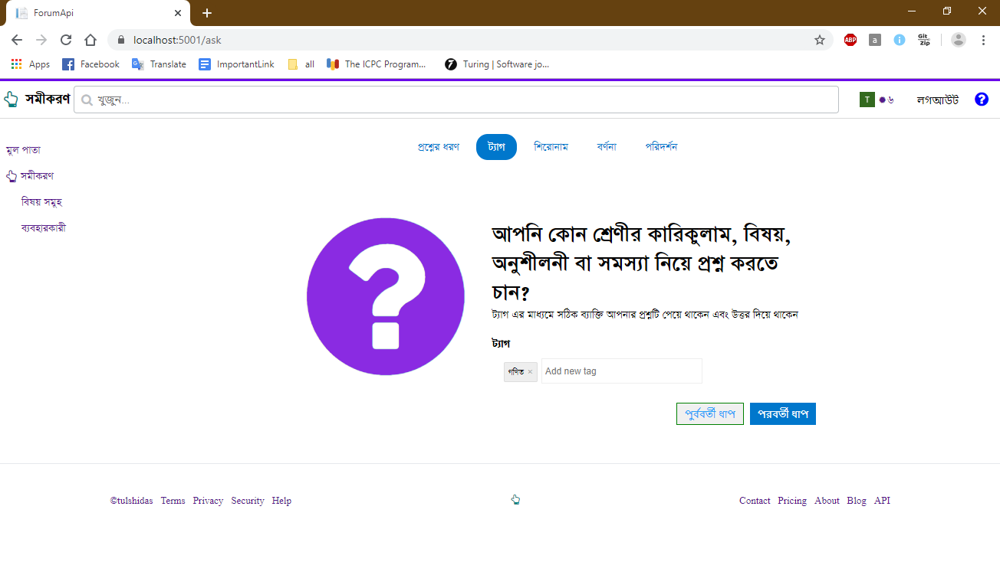 ForumApi
localhost:5001/ask
ABP a i Git Zip
Apps Facebook Translate ImportantLink all The ICPC Program... Turing | Software jo...
সমীকরণ খুজুন... T ৬ লগআউট ?
মুল পাতা
সমীকরণ
বিষয় সমুহ
ব্যবহারকারী
প্রশ্নের ধরণ ট্যাগ শিরোনাম বর্ণনা পরিদর্শন
?
আপনি কোন শ্রেণীর কারিকুলাম, বিষয়,
অনুশীলনী বা সমস্যা নিয়ে প্রশ্ন করতে
চান?
ট্যাগ এর মাধ্যমে সঠিক ব্যাক্তি আপনার প্রশ্নটি পেয়ে থাকেন এবং উত্তর দিয়ে থাকেন
ট্যাগ
গণিত × Add new tag
পুর্ববর্তী ধাপ পরবর্তী ধাপ
©tulshidas Terms Privacy Security Help Contact Pricing About Blog API